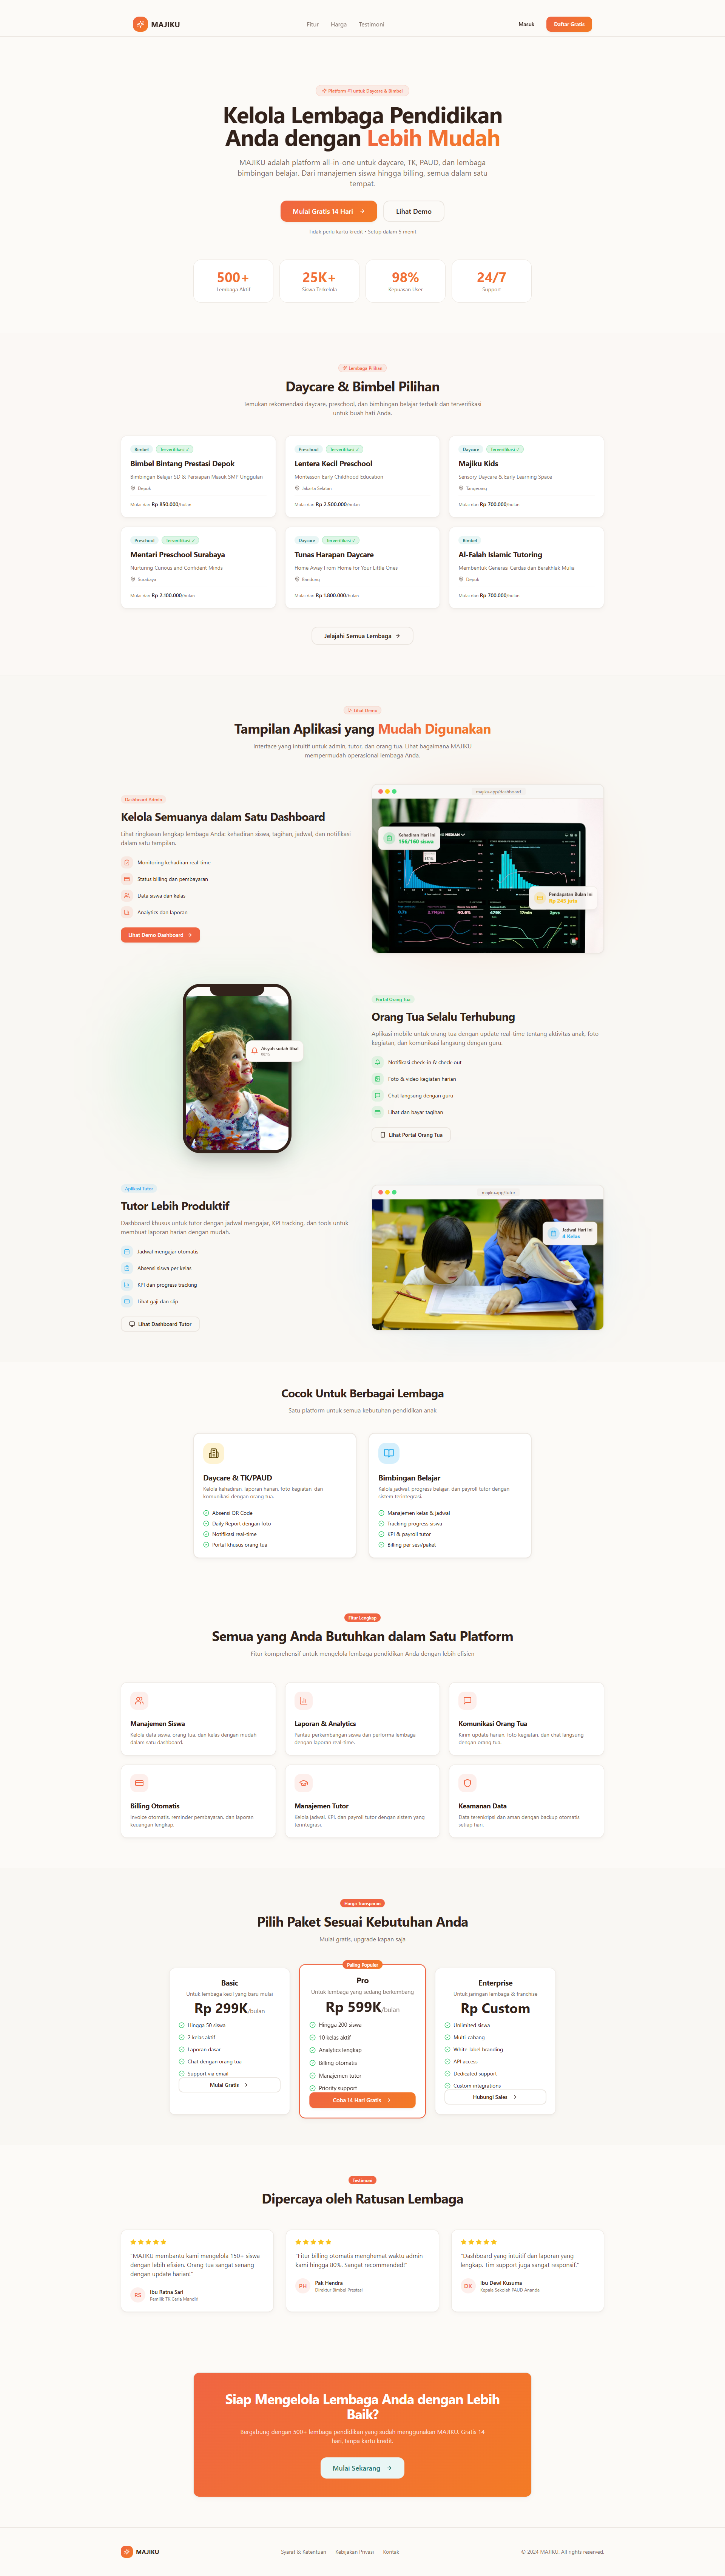 MAJIKU
Fitur
Harga
Testimoni
Masuk
Daftar Gratis
Platform #1 untuk Daycare & Bimbel
Kelola Lembaga Pendidikan
Anda dengan Lebih Mudah
MAJIKU adalah platform all-in-one untuk daycare, TK, PAUD, dan lembaga
bimbingan belajar. Dari manajemen siswa hingga billing, semua dalam satu
tempat.
Mulai Gratis 14 Hari
Lihat Demo
Tidak perlu kartu kredit • Setup dalam 5 menit
500+
Lembaga Aktif
25K+
Siswa Terkelola
98%
Kepuasan User
24/7
Support
Lembaga Pilihan
Daycare & Bimbel Pilihan
Temukan rekomendasi daycare, preschool, dan bimbingan belajar terbaik dan terverifikasi
untuk buah hati Anda.
Bimbel
Terverifikasi ✓
Bimbel Bintang Prestasi Depok
Bimbingan Belajar SD & Persiapan Masuk SMP Unggulan
Depok
Mulai dari Rp 850.000/bulan
Preschool
Terverifikasi ✓
Lentera Kecil Preschool
Montessori Early Childhood Education
Jakarta Selatan
Mulai dari Rp 2.500.000/bulan
Daycare
Terverifikasi ✓
Majiku Kids
Sensory Daycare & Early Learning Space
Tangerang
Mulai dari Rp 700.000/bulan
Preschool
Terverifikasi ✓
Mentari Preschool Surabaya
Nurturing Curious and Confident Minds
Surabaya
Mulai dari Rp 2.100.000/bulan
Daycare
Terverifikasi ✓
Tunas Harapan Daycare
Home Away From Home for Your Little Ones
Bandung
Mulai dari Rp 1.800.000/bulan
Bimbel
Al-Falah Islamic Tutoring
Membentuk Generasi Cerdas dan Berakhlak Mulia
Depok
Mulai dari Rp 700.000/bulan
Jelajahi Semua Lembaga
Lihat Demo
Tampilan Aplikasi yang Mudah Digunakan
Interface yang intuitif untuk admin, tutor, dan orang tua. Lihat bagaimana MAJIKU
mempermudah operasional lembaga Anda.
Dashboard Admin
Kelola Semuanya dalam Satu Dashboard
Lihat ringkasan lengkap lembaga Anda: kehadiran siswa, tagihan, jadwal, dan notifikasi
dalam satu tampilan.
Monitoring kehadiran real-time
Status billing dan pembayaran
Data siswa dan kelas
Analytics dan laporan
Lihat Demo Dashboard
majiku.app/dashboard
Kehadiran Hari Ini
156/160 siswa
MEDIAN
Pendapatan Bulan Ini
Rp 245 juta
0.7s
2.7Mpvs
40.6%
479K
17min
2pvs
Aisyah sudah tiba!
Portal Orang Tua
Orang Tua Selalu Terhubung
Aplikasi mobile untuk orang tua dengan update real-time tentang aktivitas anak, foto
kegiatan, dan komunikasi langsung dengan guru.
Notifikasi check-in & check-out
Foto & video kegiatan harian
Chat langsung dengan guru
Lihat dan bayar tagihan
Lihat Portal Orang Tua
Aplikasi Tutor
Tutor Lebih Produktif
Dashboard khusus untuk tutor dengan jadwal mengajar, KPI tracking, dan tools untuk
membuat laporan harian dengan mudah.
Jadwal mengajar otomatis
Absensi siswa per kelas
KPI dan progress tracking
Lihat gaji dan slip
Lihat Dashboard Tutor
majiku.app/tutor
Jadwal Hari Ini
4 Kelas
Cocok Untuk Berbagai Lembaga
Satu platform untuk semua kebutuhan pendidikan anak
Daycare & TK/PAUD
Kelola kehadiran, laporan harian, foto kegiatan, dan
komunikasi dengan orang tua.
Absensi QR Code
Daily Report dengan foto
Notifikasi real-time
Portal khusus orang tua
Bimbingan Belajar
Kelola jadwal, progress belajar, dan payroll tutor dengan
sistem terintegrasi.
Manajemen kelas & jadwal
Tracking progress siswa
KPI & payroll tutor
Billing per sesi/paket
Fitur Lengkap
Semua yang Anda Butuhkan dalam Satu Platform
Fitur komprehensif untuk mengelola lembaga pendidikan Anda dengan lebih efisien
Manajemen Siswa
Kelola data siswa, orang tua, dan kelas dengan mudah
dalam satu dashboard.
Laporan & Analytics
Pantau perkembangan siswa dan performa lembaga
dengan laporan real-time.
Komunikasi Orang Tua
Kirim update harian, foto kegiatan, dan chat langsung
dengan orang tua.
Billing Otomatis
Invoice otomatis, reminder pembayaran, dan laporan
keuangan lengkap.
Manajemen Tutor
Kelola jadwal, KPI, dan payroll tutor dengan sistem yang
terintegrasi.
Keamanan Data
Data terenkripsi dan aman dengan backup otomatis
setiap hari.
Harga Transparan
Pilih Paket Sesuai Kebutuhan Anda
Mulai gratis, upgrade kapan saja
Basic
Untuk lembaga kecil yang baru mulai
Rp 299K/bulan
Hingga 50 siswa
2 kelas aktif
Laporan dasar
Chat dengan orang tua
Support via email
Mulai Gratis
Paling Populer
Pro
Untuk lembaga yang sedang berkembang
Rp 599K/bulan
Hingga 200 siswa
10 kelas aktif
Analytics lengkap
Billing otomatis
Manajemen tutor
Priority support
Coba 14 Hari Gratis
Enterprise
Untuk jaringan lembaga & franchise
Rp Custom
Unlimited siswa
Multi-cabang
White-label branding
API access
Dedicated support
Custom integrations
Hubungi Sales
Testimoni
Dipercaya oleh Ratusan Lembaga
"MAJIKU membantu kami mengelola 150+ siswa
dengan lebih efisien. Orang tua sangat senang
dengan update harian!"
RS
Ibu Ratna Sari
Pemilik TK Ceria Mandiri
"Fitur billing otomatis menghemat waktu admin
kami hingga 80%. Sangat recommended!"
PH
Pak Hendra
Direktur Bimbel Prestasi
"Dashboard yang intuitif dan laporan yang
lengkap. Tim support juga sangat responsif."
DK
Ibu Dewi Kusuma
Kepala Sekolah PAUD Ananda
Siap Mengelola Lembaga Anda dengan Lebih
Baik?
Bergabung dengan 500+ lembaga pendidikan yang sudah menggunakan MAJIKU. Gratis 14
hari, tanpa kartu kredit.
Mulai Sekarang
MAJIKU
Syarat & Ketentuan
Kebijakan Privasi
Kontak
© 2024 MAJIKU. All rights reserved.